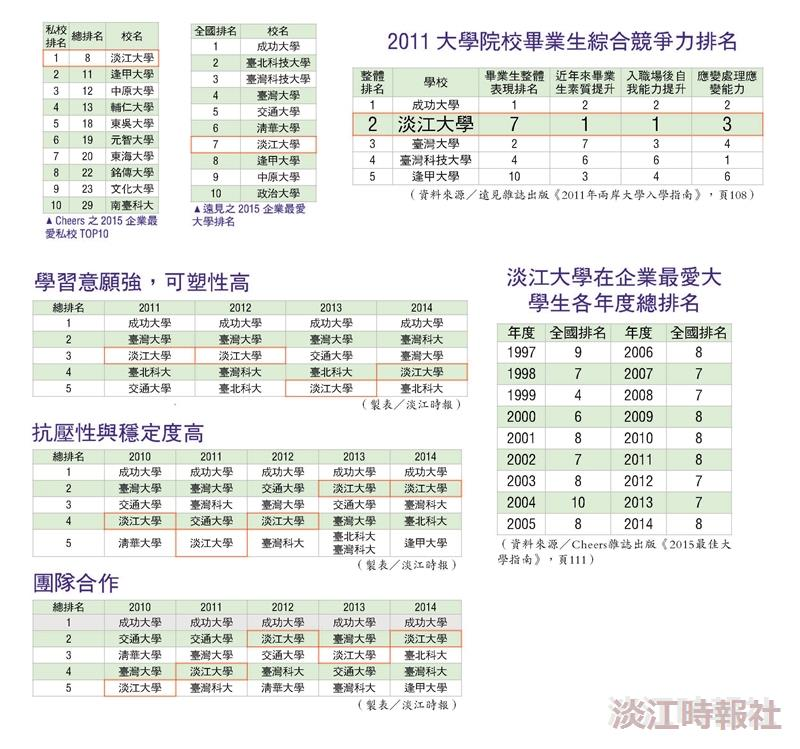 私校排名 總排名 校名
1 8 淡江大學
2 11 逢甲大學
3 12 中原大學
4 13 輔仁大學
5 18 東吳大學
6 19 元智大學
7 20 東海大學
8 22 銘傳大學
9 23 文化大學
10 29 南臺科大
▲Cheers 之 2015 企業最
愛私校 TOP10
全國排名 校名
1 成功大學
2 臺北科技大學
3 臺灣科技大學
4 臺灣大學
5 交通大學
6 清華大學
7 淡江大學
8 逢甲大學
9 中原大學
10 政治大學
▲遠見之 2015 企業最愛
大學排名
2011 大學院校畢業生綜合競爭力排名
整體排名 學校 畢業生整體表現排名 近年來畢業生素質提升 入職場後自我能力提升 應變處理應變能力
1 成功大學 1 2 2 2
2 淡江大學 7 1 1 3
3 臺灣大學 2 7 3 4
4 臺灣科技大學 4 6 6 1
5 逢甲大學 10 3 4 6
（資料來源／遠見雜誌出版《2011年兩岸大學入學指南》，頁108）
學習意願強，可塑性高
總排名 2011 2012 2013 2014
1 成功大學 成功大學 成功大學 成功大學
2 臺灣大學 臺灣大學 臺灣大學 臺灣大學
3 淡江大學 淡江大學 交通大學 臺灣大學
4 臺北科大 臺灣科大 臺北科大 淡江大學
5 交通大學 臺北科大 淡江大學 臺北科大
（製表／淡江時報）
抗壓性與穩定度高
總排名 2010 2011 2012 2013 2014
1 成功大學 成功大學 成功大學 成功大學 成功大學
2 臺灣大學 臺灣大學 交通大學 淡江大學 淡江大學
3 交通大學 臺灣科大 臺灣大學 交通大學 臺灣科大
4 淡江大學 交通大學 淡江大學 臺灣大學 臺北科大
5 清華大學 淡江大學 臺灣科大 臺北科大 臺灣科大 逢甲大學
（製表／淡江時報）
團隊合作
總排名 2010 2011 2012 2013 2014
1 成功大學 成功大學 成功大學 成功大學 成功大學
2 交通大學 交通大學 淡江大學 臺灣大學 淡江大學
3 清華大學 臺灣大學 交通大學 淡江大學 臺北科大
4 臺灣大學 淡江大學 臺灣科大 交通大學 臺灣科大
5 淡江大學 臺灣科大 清華大學 臺灣科大 逢甲大學
（製表／淡江時報）
淡江大學在企業最愛大
學生各年度總排名
年度 全國排名 年度 全國排名
1997 9 2006 8
1998 7 2007 7
1999 4 2008 7
2000 6 2009 8
2001 8 2010 8
2002 7 2011 8
2003 8 2012 7
2004 10 2013 7
2005 8 2014 8
（資料來源／Cheers雜誌出版《2015最佳大
學指南》，頁111）
淡江時報社